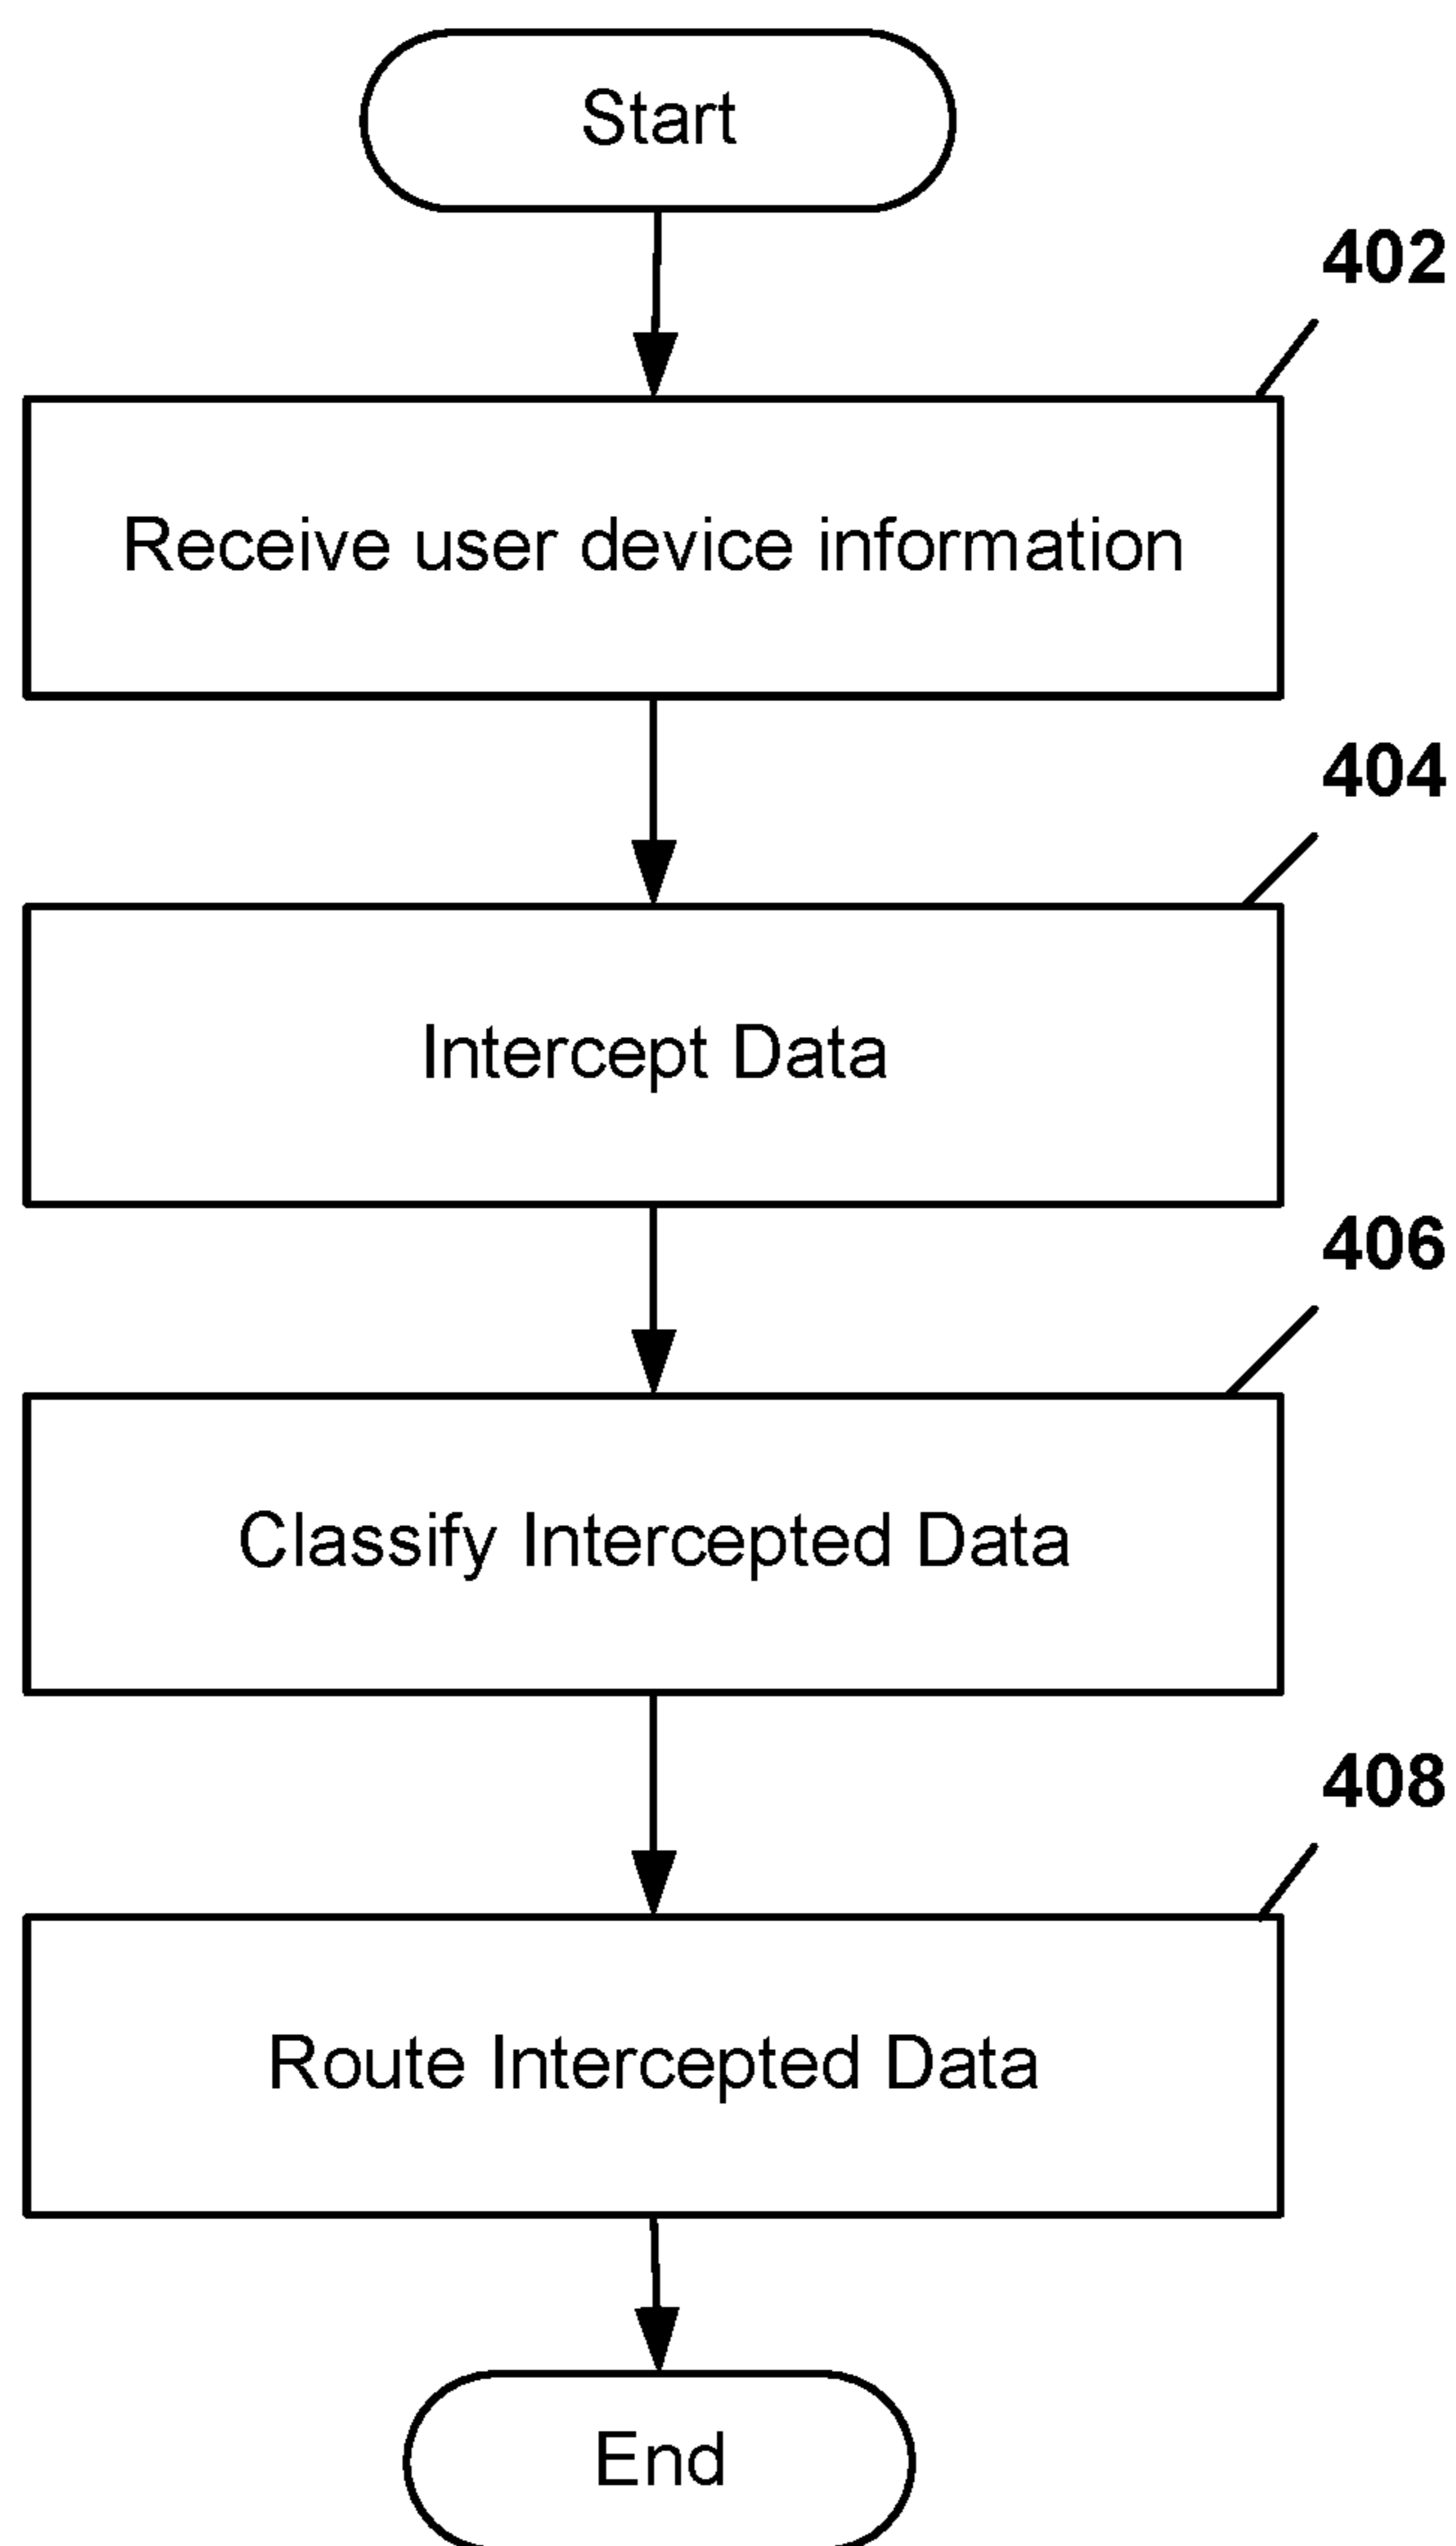 Start
402
Receive user device information
404
Intercept Data
406
Classify Intercepted Data
408
Route Intercepted Data
End